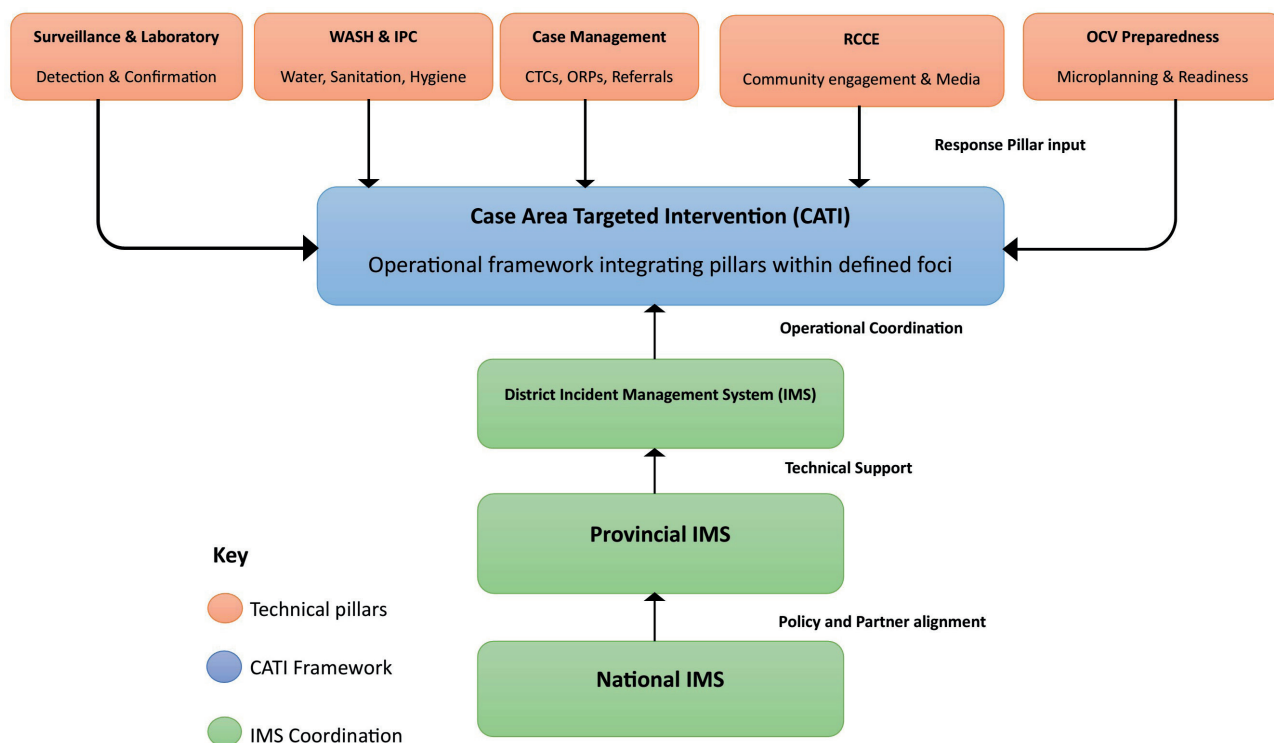 Surveillance & Laboratory
Detection & Confirmation
WASH & IPC
Water, Sanitation, Hygiene
Case Management
CTCs, ORPs, Referrals
RCCE
Community engagement & Media
OCV Preparedness
Microplanning & Readiness
Response Pillar input
Case Area Targeted Intervention (CATI)
Operational framework integrating pillars within defined foci
Operational Coordination
District Incident Management System (IMS)
Technical Support
Provincial IMS
Policy and Partner alignment
National IMS
Key
Technical pillars
CATI Framework
IMS Coordination